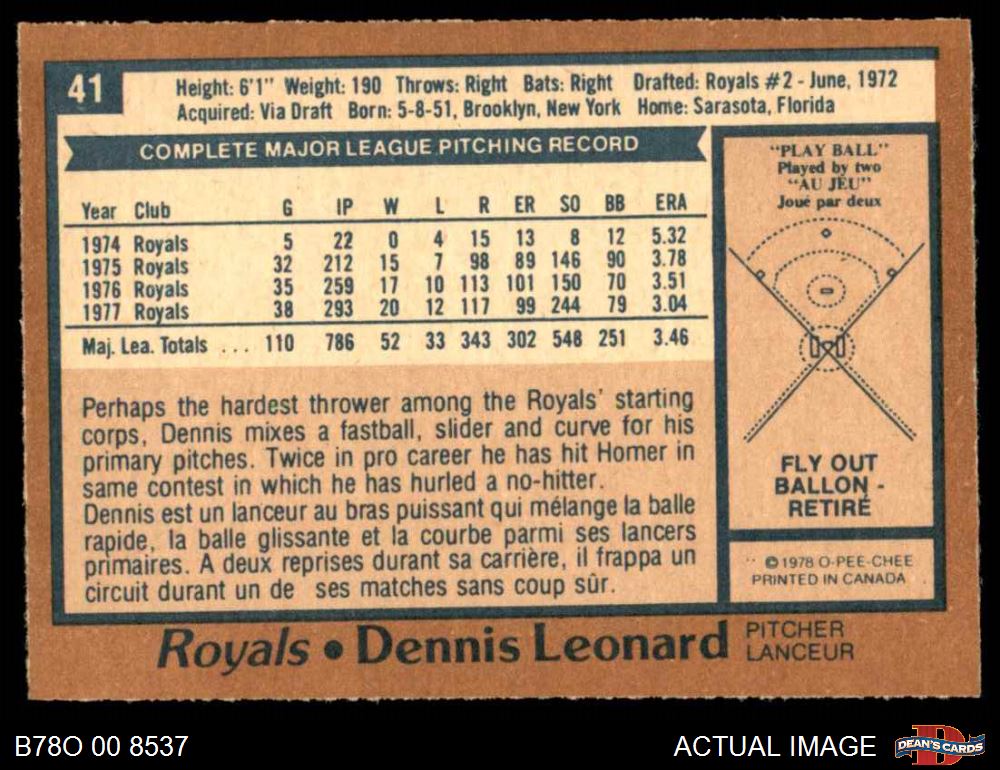 41
Height: 6'1" Weight: 190 Throws: Right Bats: Right Drafted: Royals #2 - June, 1972
Acquired: Via Draft Born: 5-8-51, Brooklyn, New York Home: Sarasota, Florida
COMPLETE MAJOR LEAGUE PITCHING RECORD
Year Club G IP W L R ER SO BB ERA
1974 Royals 5 22 0 4 15 13 8 12 5.32
1975 Royals 32 212 15 7 98 89 146 90 3.78
1976 Royals 35 259 17 10 113 101 150 70 3.51
1977 Royals 38 293 20 12 117 99 244 79 3.04
Maj. Lea. Totals ... 110 786 52 33 343 302 548 251 3.46
Perhaps the hardest thrower among the Royals' starting
corps, Dennis mixes a fastball, slider and curve for his
primary pitches. Twice in pro career he has hit Homer in
same contest in which he has hurled a no-hitter.
Dennis est un lanceur au bras puissant qui mélange la balle
rapide, la balle glissante et la courbe parmi ses lancers
primaires. A deux reprises durant sa carrière, il frappa un
circuit durant un de ses matches sans coup sûr.
"PLAY BALL"
Played by two
"AU JEU"
Joué par deux
FLY OUT
BALLON -
RETIRÉ
©1978 O-PEE-CHEE
PRINTED IN CANADA
Royals • Dennis Leonard PITCHER
LANCEUR
B78O 00 8537
ACTUAL IMAGE
DEAN'S CARDS